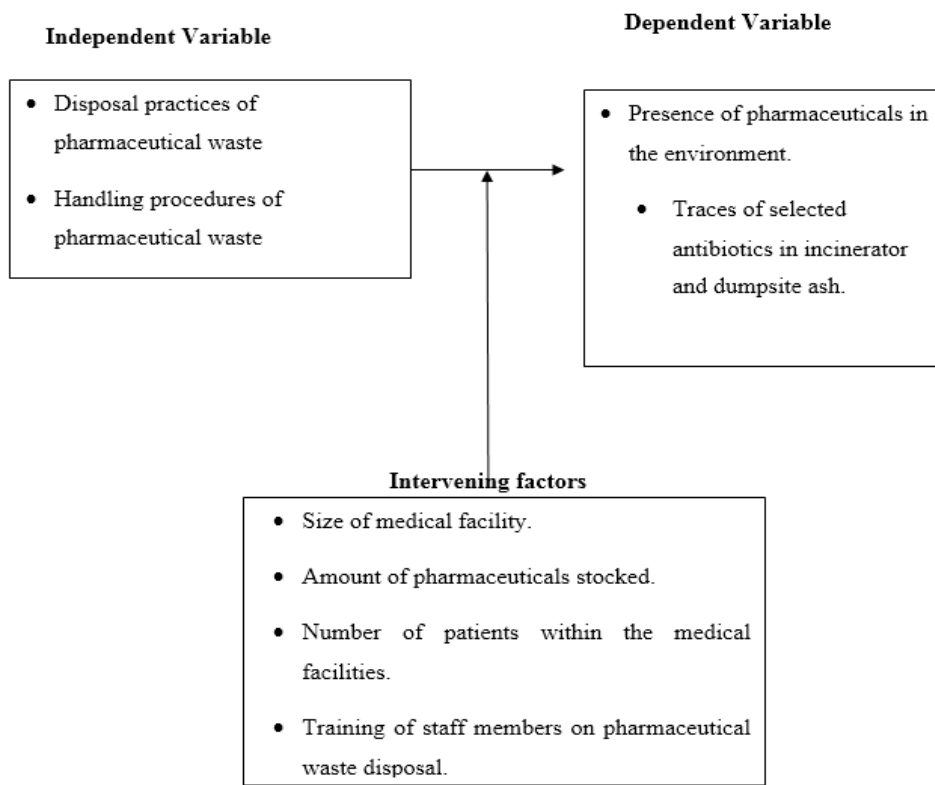 Independent Variable
Dependent Variable
• Disposal practices of
pharmaceutical waste
• Handling procedures of
pharmaceutical waste
• Presence of pharmaceuticals in
the environment.
• Traces of selected
antibiotics in incinerator
and dumpsite ash.
Intervening factors
• Size of medical facility.
• Amount of pharmaceuticals stocked.
• Number of patients within the medical
facilities.
• Training of staff members on pharmaceutical
waste disposal.